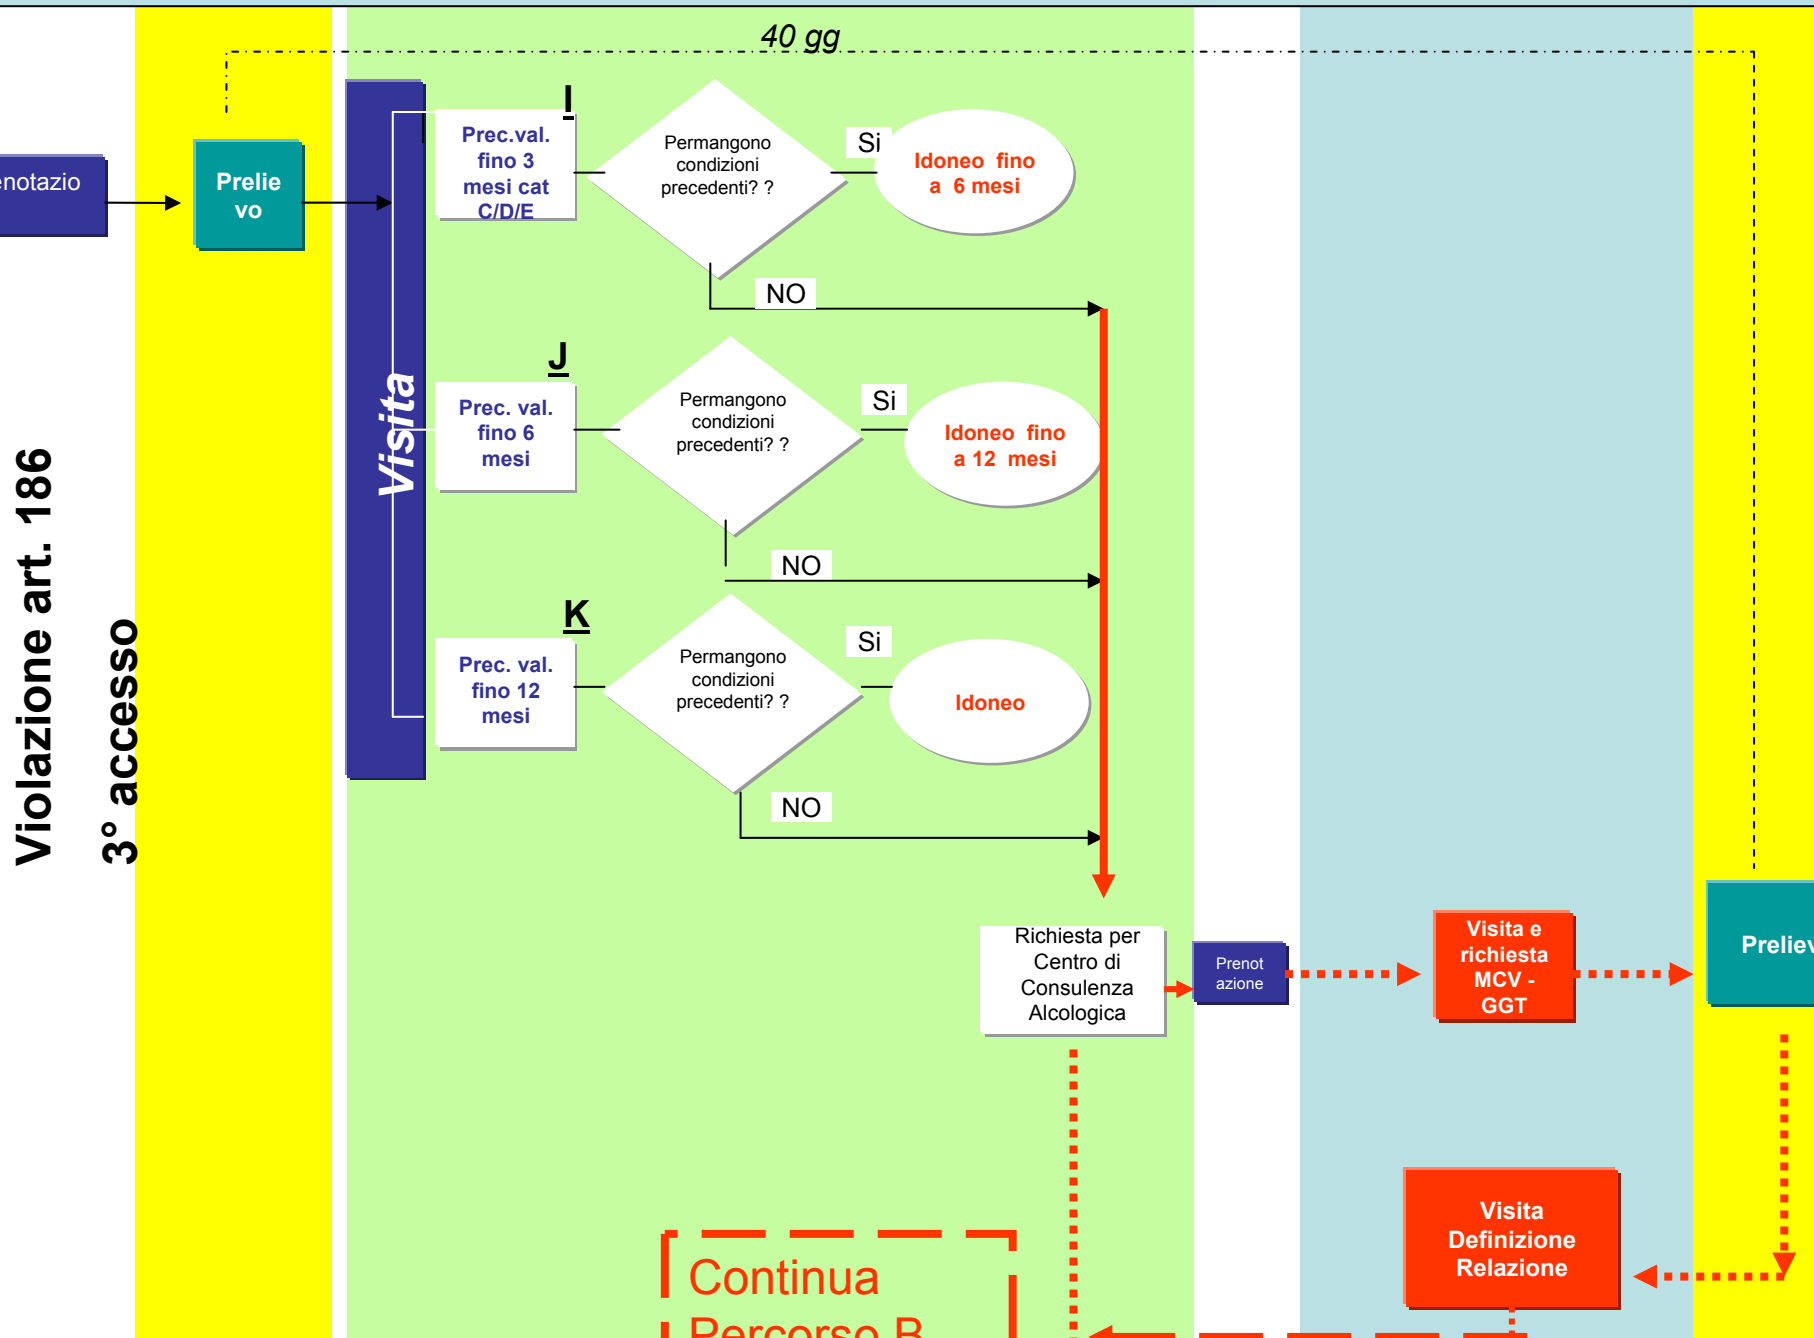 40 gg
I
Prec.val.
fino 3
mesi cat
C/D/E
Permangono
condizioni
precedenti? ?
Si
Idoneo fino
a 6 mesi
enotazio
Prelie
vo
NO
J
Visita
Prec. val.
fino 6
mesi
Permangono
condizioni
precedenti? ?
Si
Idoneo fino
a 12 mesi
NO
Violazione art. 186
3° accesso
K
Prec. val.
fino 12
mesi
Permangono
condizioni
precedenti? ?
Si
Idoneo
NO
Richiesta per
Centro di
Consulenza
Alcologica
Prenot
azione
Visita e
richiesta
MCV -
GGT
Preliev
Visita
Definizione
Relazione
Continua
Percorso B